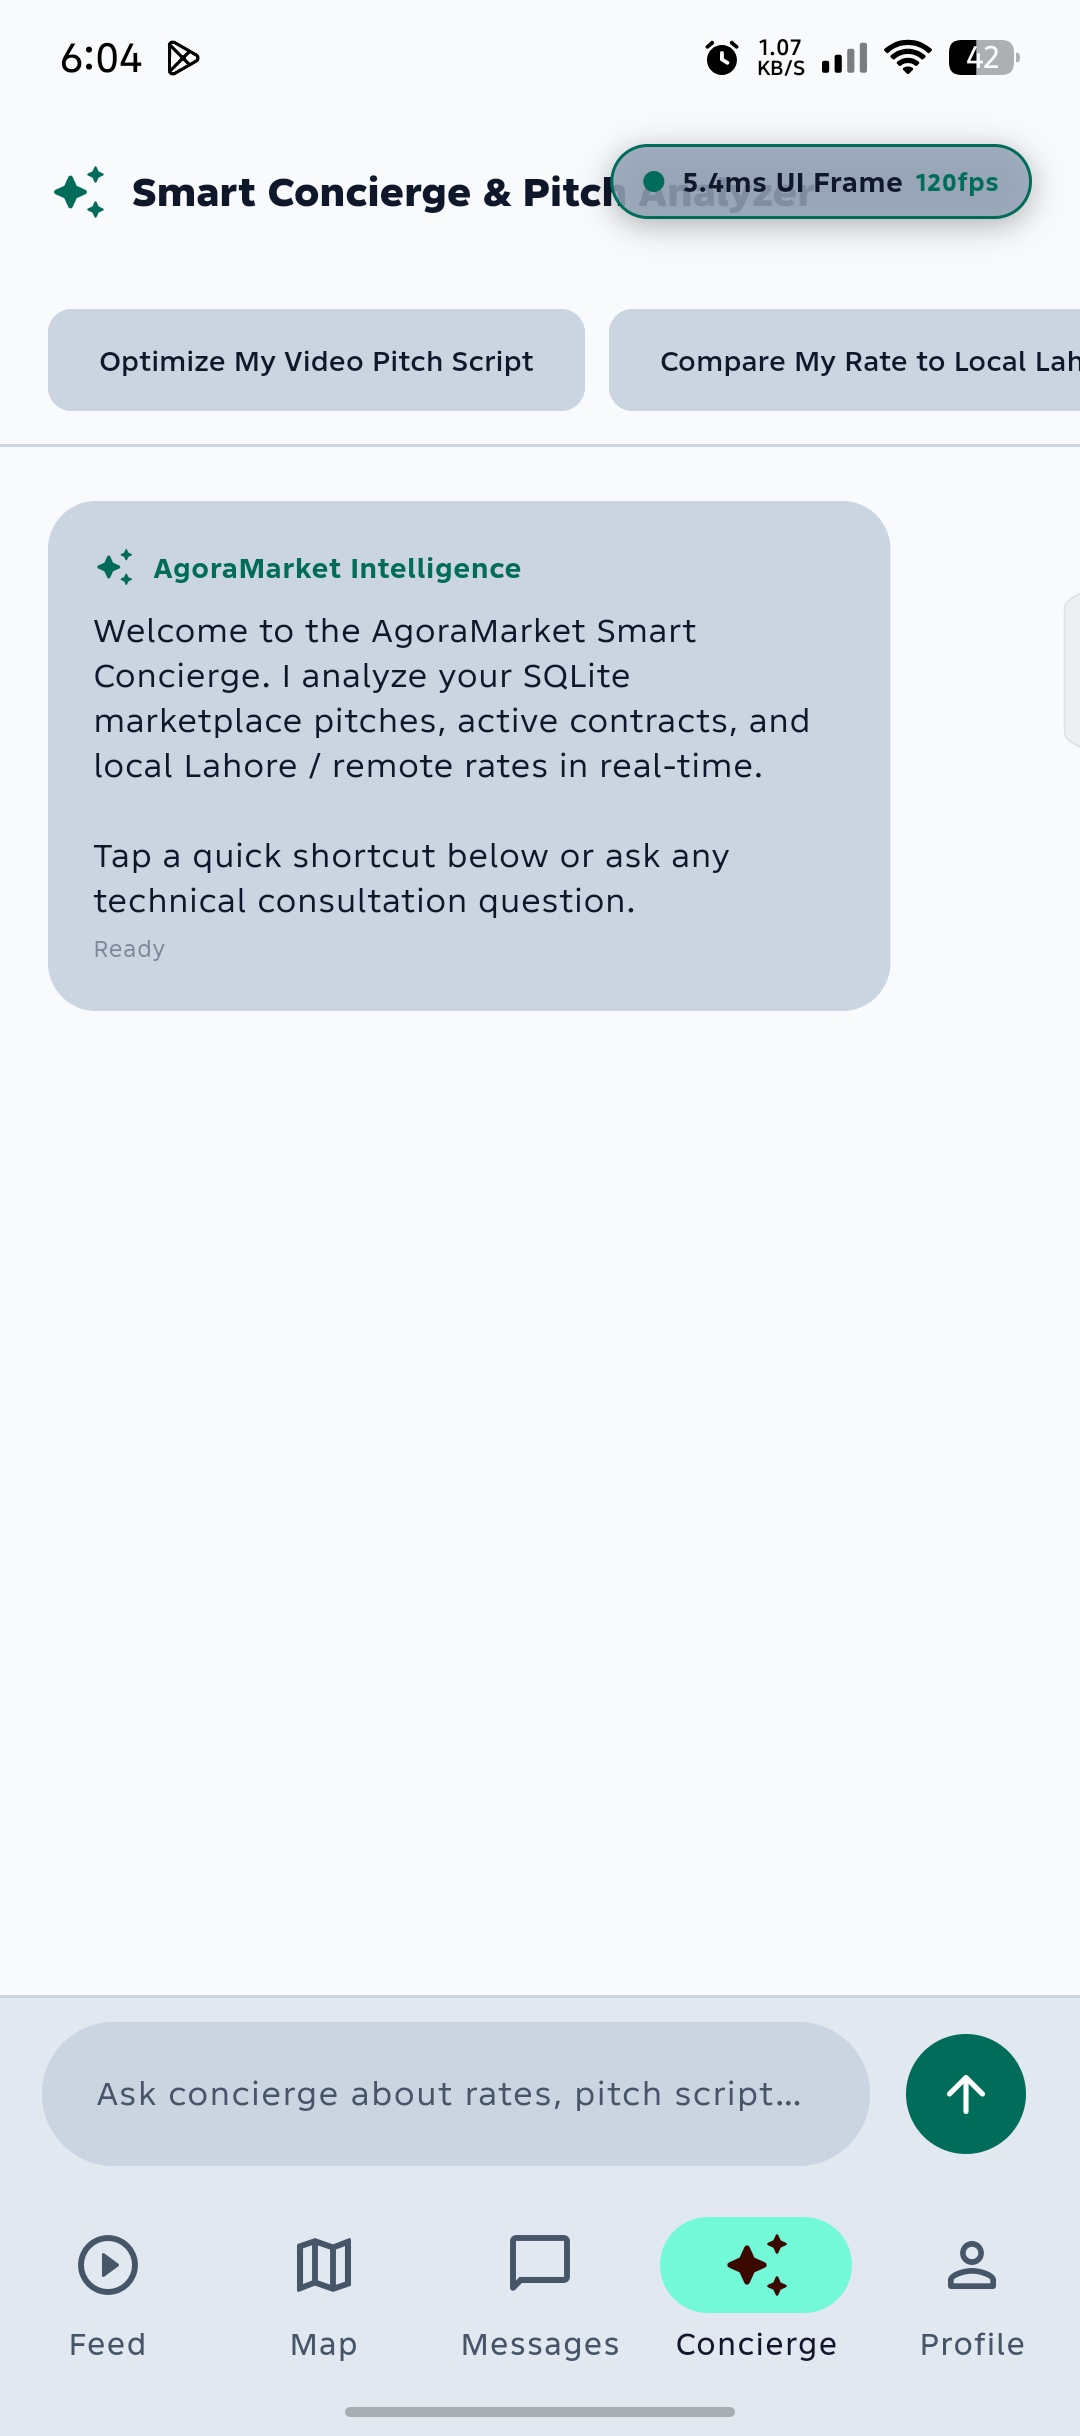 6:04
1.07
KB/S
42
Smart Concierge & Pitch Analyzer
5.4ms UI Frame 120fps
Optimize My Video Pitch Script
Compare My Rate to Local Lah
AgoraMarket Intelligence
Welcome to the AgoraMarket Smart
Concierge. I analyze your SQLite
marketplace pitches, active contracts, and
local Lahore / remote rates in real-time.
Tap a quick shortcut below or ask any
technical consultation question.
Ready
Ask concierge about rates, pitch script...
Feed
Map
Messages
Concierge
Profile